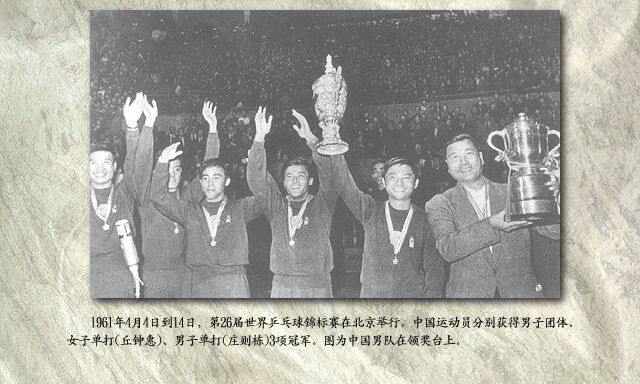 1961年4月4日到14日，第26届世界乒乓球锦标赛在北京举行。中国运动员分别获得男子团体、
女子单打(丘钟惠)、男子单打(庄则栋)3项冠军。图为中国男队在领奖台上。